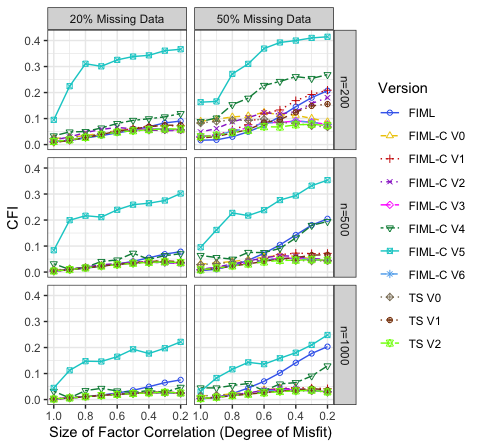 20% Missing Data
50% Missing Data
0.4
0.3
0.2
0.1
0.0
n=200
0.4
0.3
0.2
0.1
0.0
n=500
0.4
0.3
0.2
0.1
0.0
n=1000
CFI
1.0 0.8 0.6 0.4 0.2
1.0 0.8 0.6 0.4 0.2
Size of Factor Correlation (Degree of Misfit)
Version
FIML
FIML-C V0
FIML-C V1
FIML-C V2
FIML-C V3
FIML-C V4
FIML-C V5
FIML-C V6
TS V0
TS V1
TS V2